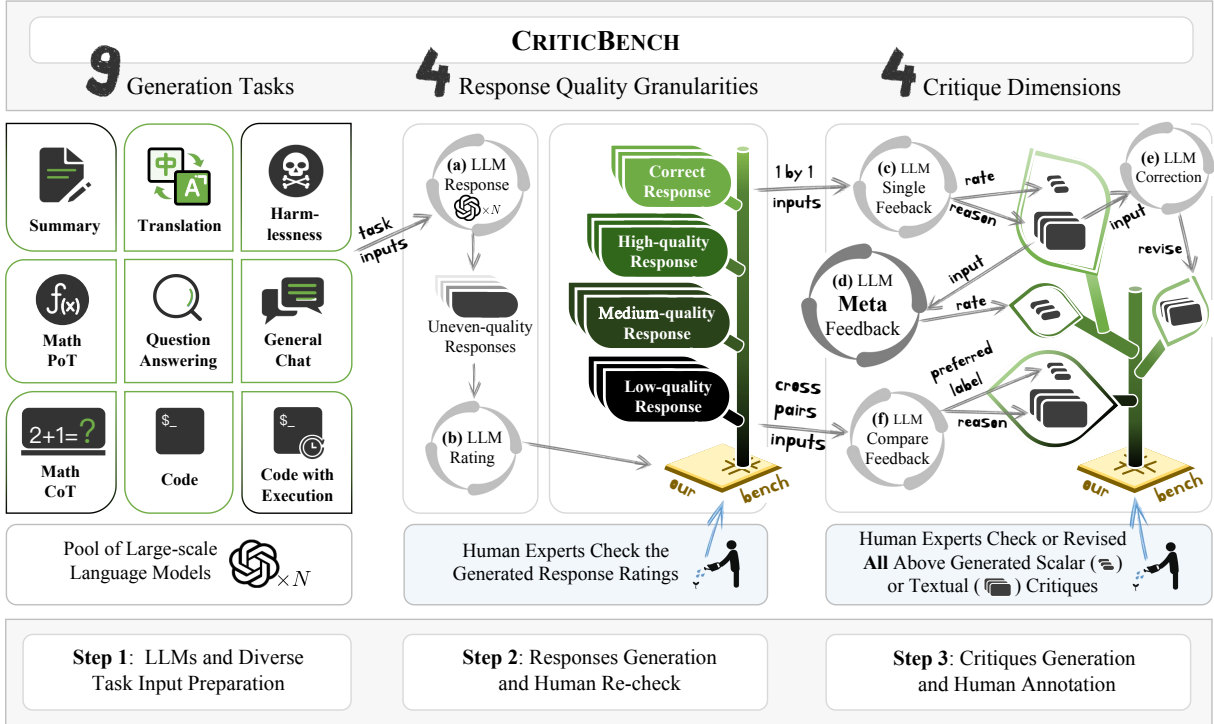 CRITICBENCH
9 Generation Tasks
4 Response Quality Granularities
4 Critique Dimensions
Summary
中
A
Translation
Harm-
lessness
f(x)
Math
PoT
Question
Answering
General
Chat
2+1=?
Math
CoT
$_
Code
$_
Code with
Execution
Pool of Large-scale
Language Models
×N
task
inputs
(a) LLM
Response
×N
Uneven-quality
Responses
(b) LLM
Rating
Correct
Response
High-quality
Response
Medium-quality
Response
Low-quality
Response
our bench
Human Experts Check the
Generated Response Ratings
1 by 1
inputs
cross
pairs
inputs
(c) LLM
Single
Feeback
rate
reason
input
(e) LLM
Correction
revise
input
(d) LLM
Meta
Feedback
rate
(f) LLM
Compare
Feedback
preferred
label
reason
our bench
Human Experts Check or Revised
All Above Generated Scalar ( )
or Textual ( ) Critiques
Step 1: LLMs and Diverse
Task Input Preparation
Step 2: Responses Generation
and Human Re-check
Step 3: Critiques Generation
and Human Annotation